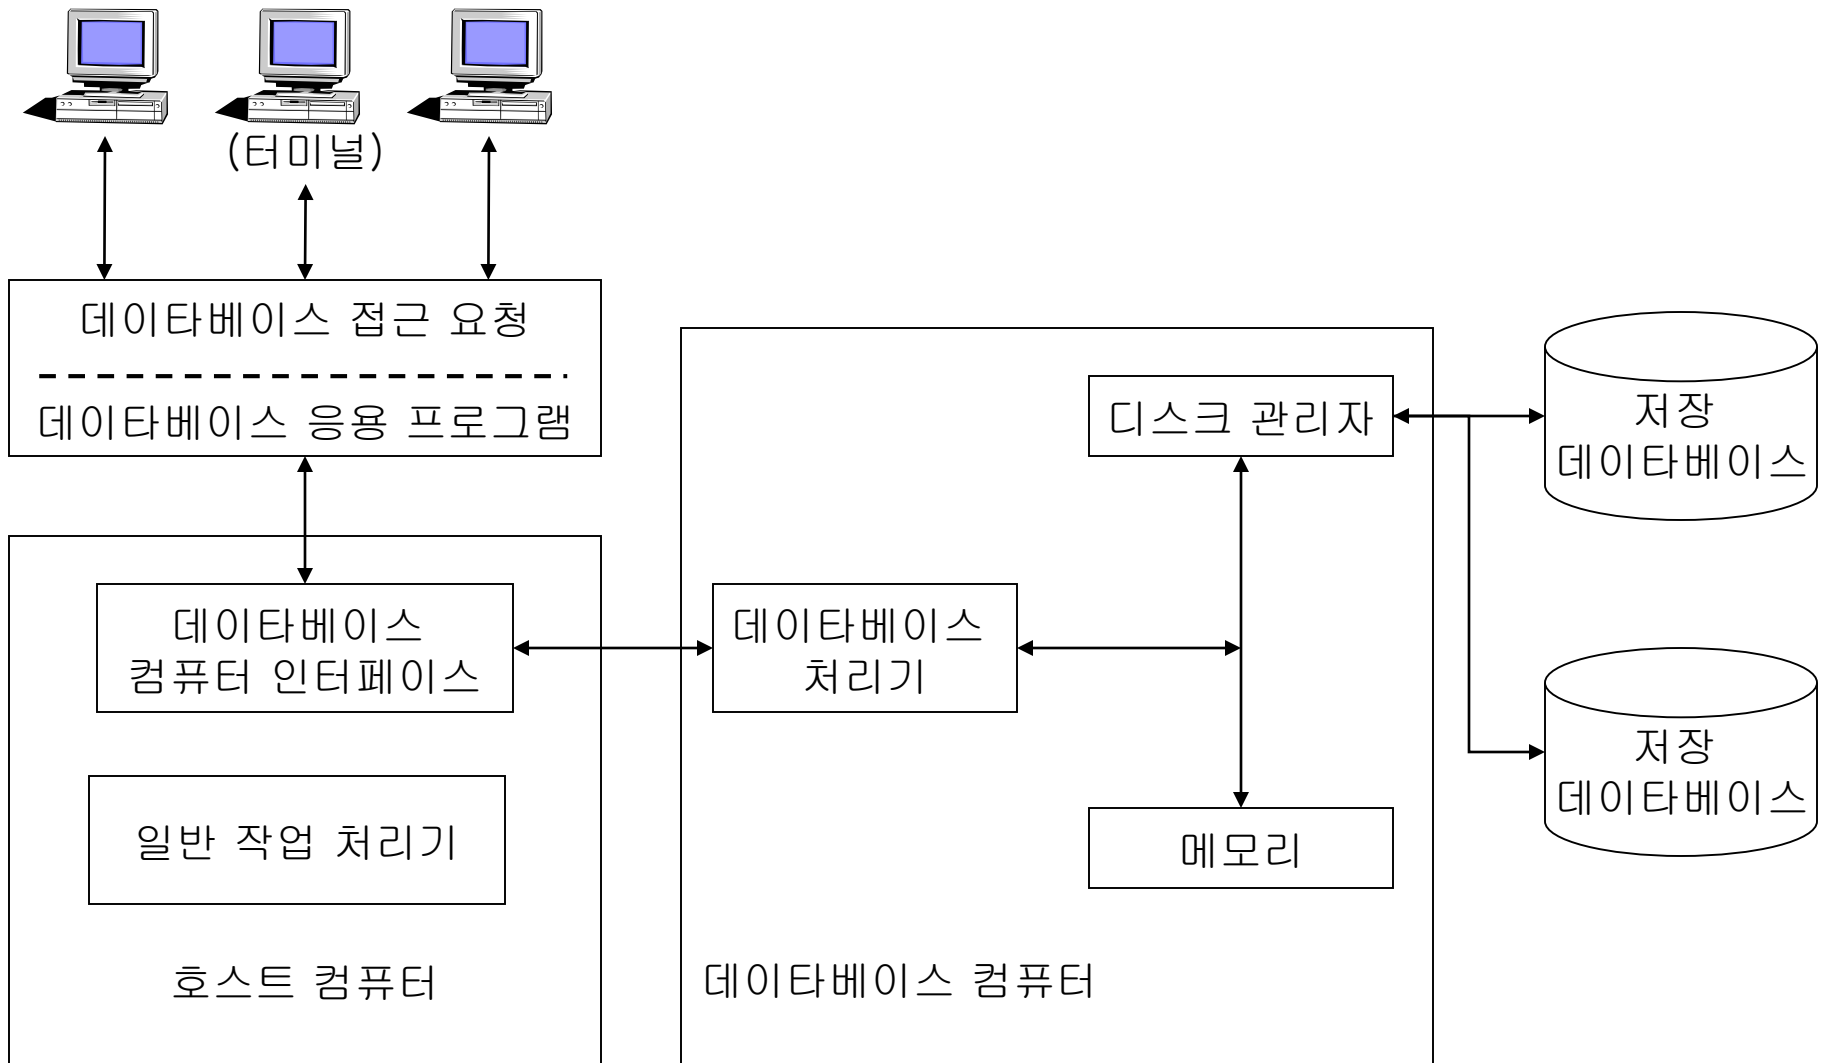 (터미널)
데이타베이스 접근 요청
데이타베이스 응용 프로그램
데이타베이스
컴퓨터 인터페이스
일반 작업 처리기
호스트 컴퓨터
데이타베이스
처리기
디스크 관리자
메모리
데이타베이스 컴퓨터
저장
데이타베이스
저장
데이타베이스